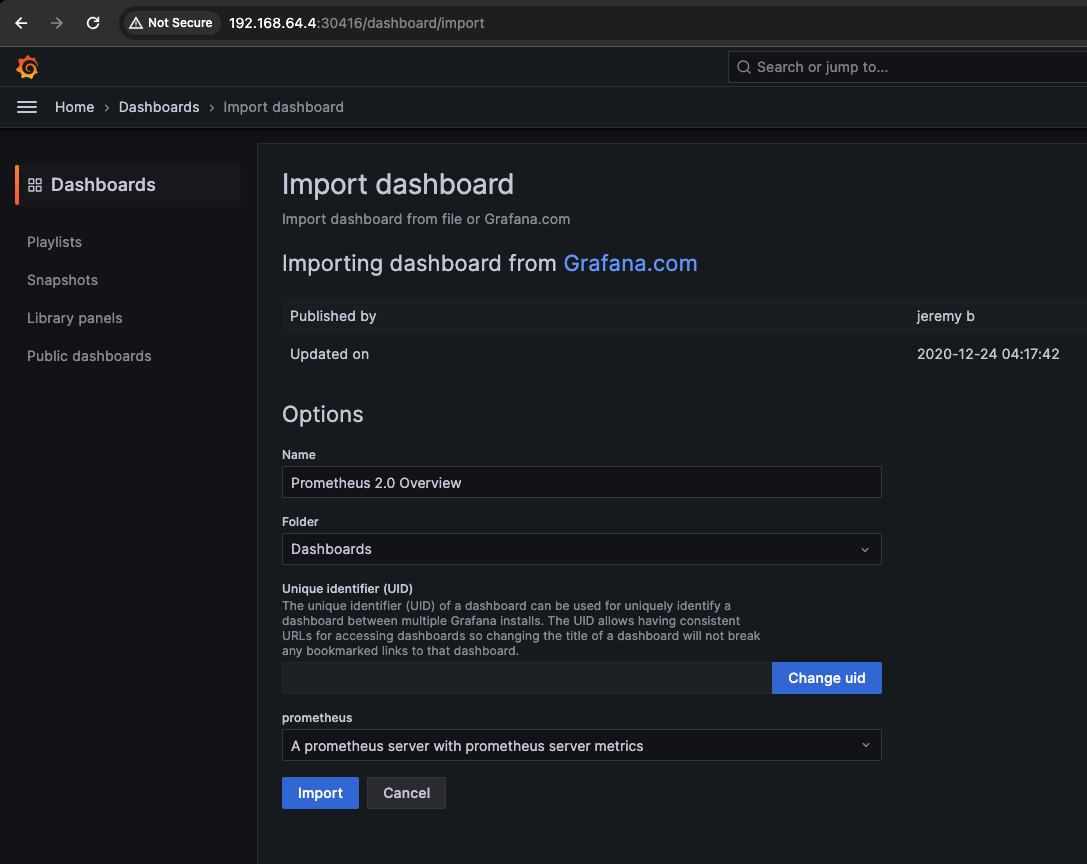 Not Secure 192.168.64.4:30416/dashboard/import
Search or jump to...
Home › Dashboards › Import dashboard
Dashboards
Playlists
Snapshots
Library panels
Public dashboards
Import dashboard
Import dashboard from file or Grafana.com
Importing dashboard from Grafana.com
Published by jeremy b
Updated on 2020-12-24 04:17:42
Options
Name
Prometheus 2.0 Overview
Folder
Dashboards
Unique identifier (UID)
The unique identifier (UID) of a dashboard can be used for uniquely identify a
dashboard between multiple Grafana installs. The UID allows having consistent
URLs for accessing dashboards so changing the title of a dashboard will not break
any bookmarked links to that dashboard.
Change uid
prometheus
A prometheus server with prometheus server metrics
Import Cancel